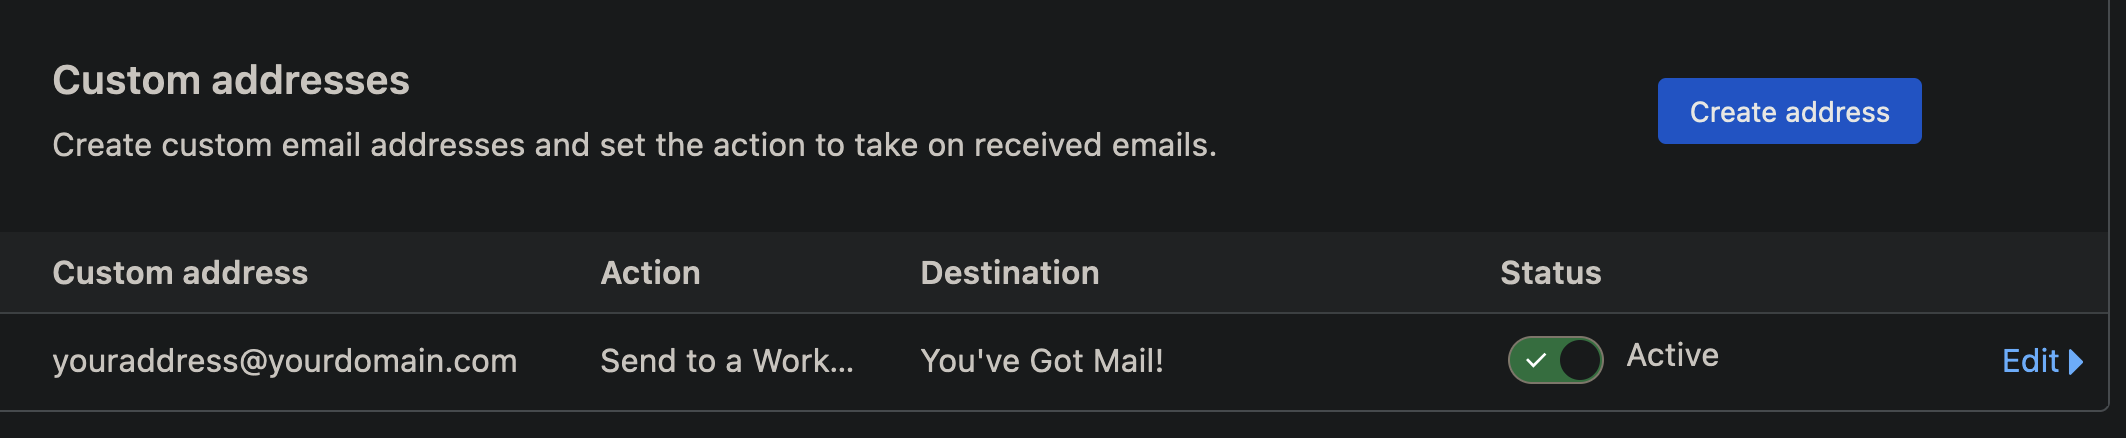 Custom addresses
Create address
Create custom email addresses and set the action to take on received emails.
Custom address Action Destination Status
youraddress@yourdomain.com Send to a Work... You've Got Mail! Active Edit